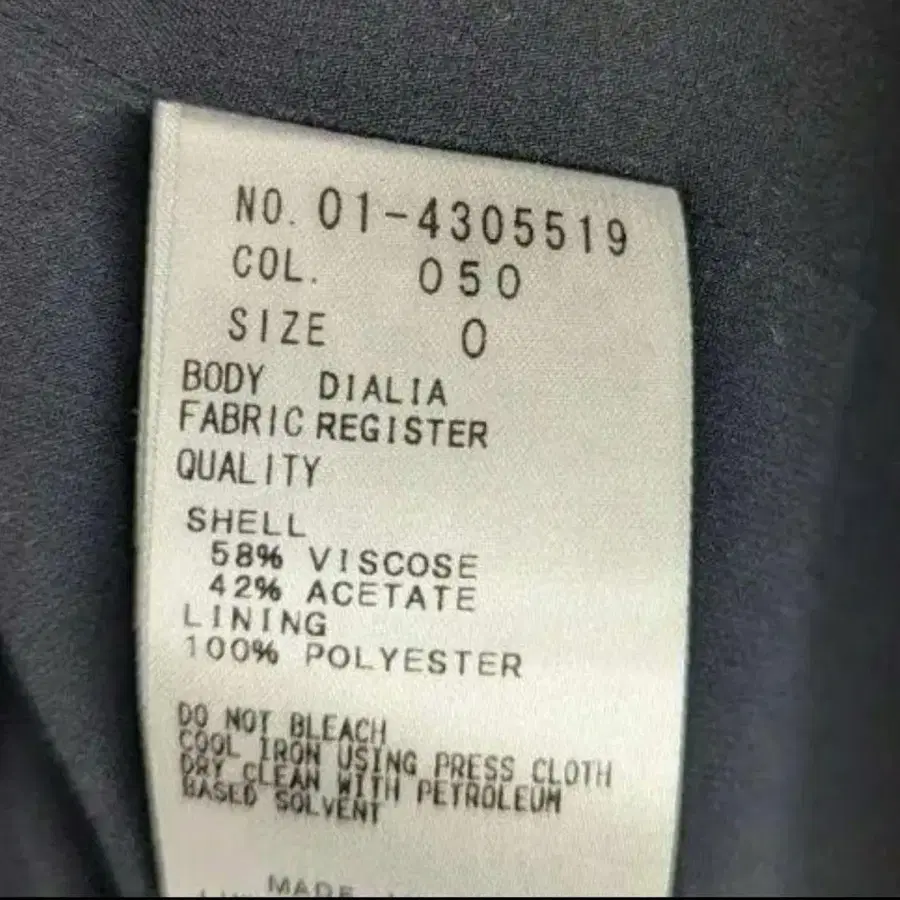 NO. 01-4305519
COL. 050
SIZE 0
BODY DIALIA
FABRIC REGISTER
QUALITY
SHELL
58% VISCOSE
42% ACETATE
LINING
100% POLYESTER
DO NOT BLEACH
COOL IRON USING PRESS CLOTH
DRY CLEAN WITH PETROLEUM
BASED SOLVENT
MADE